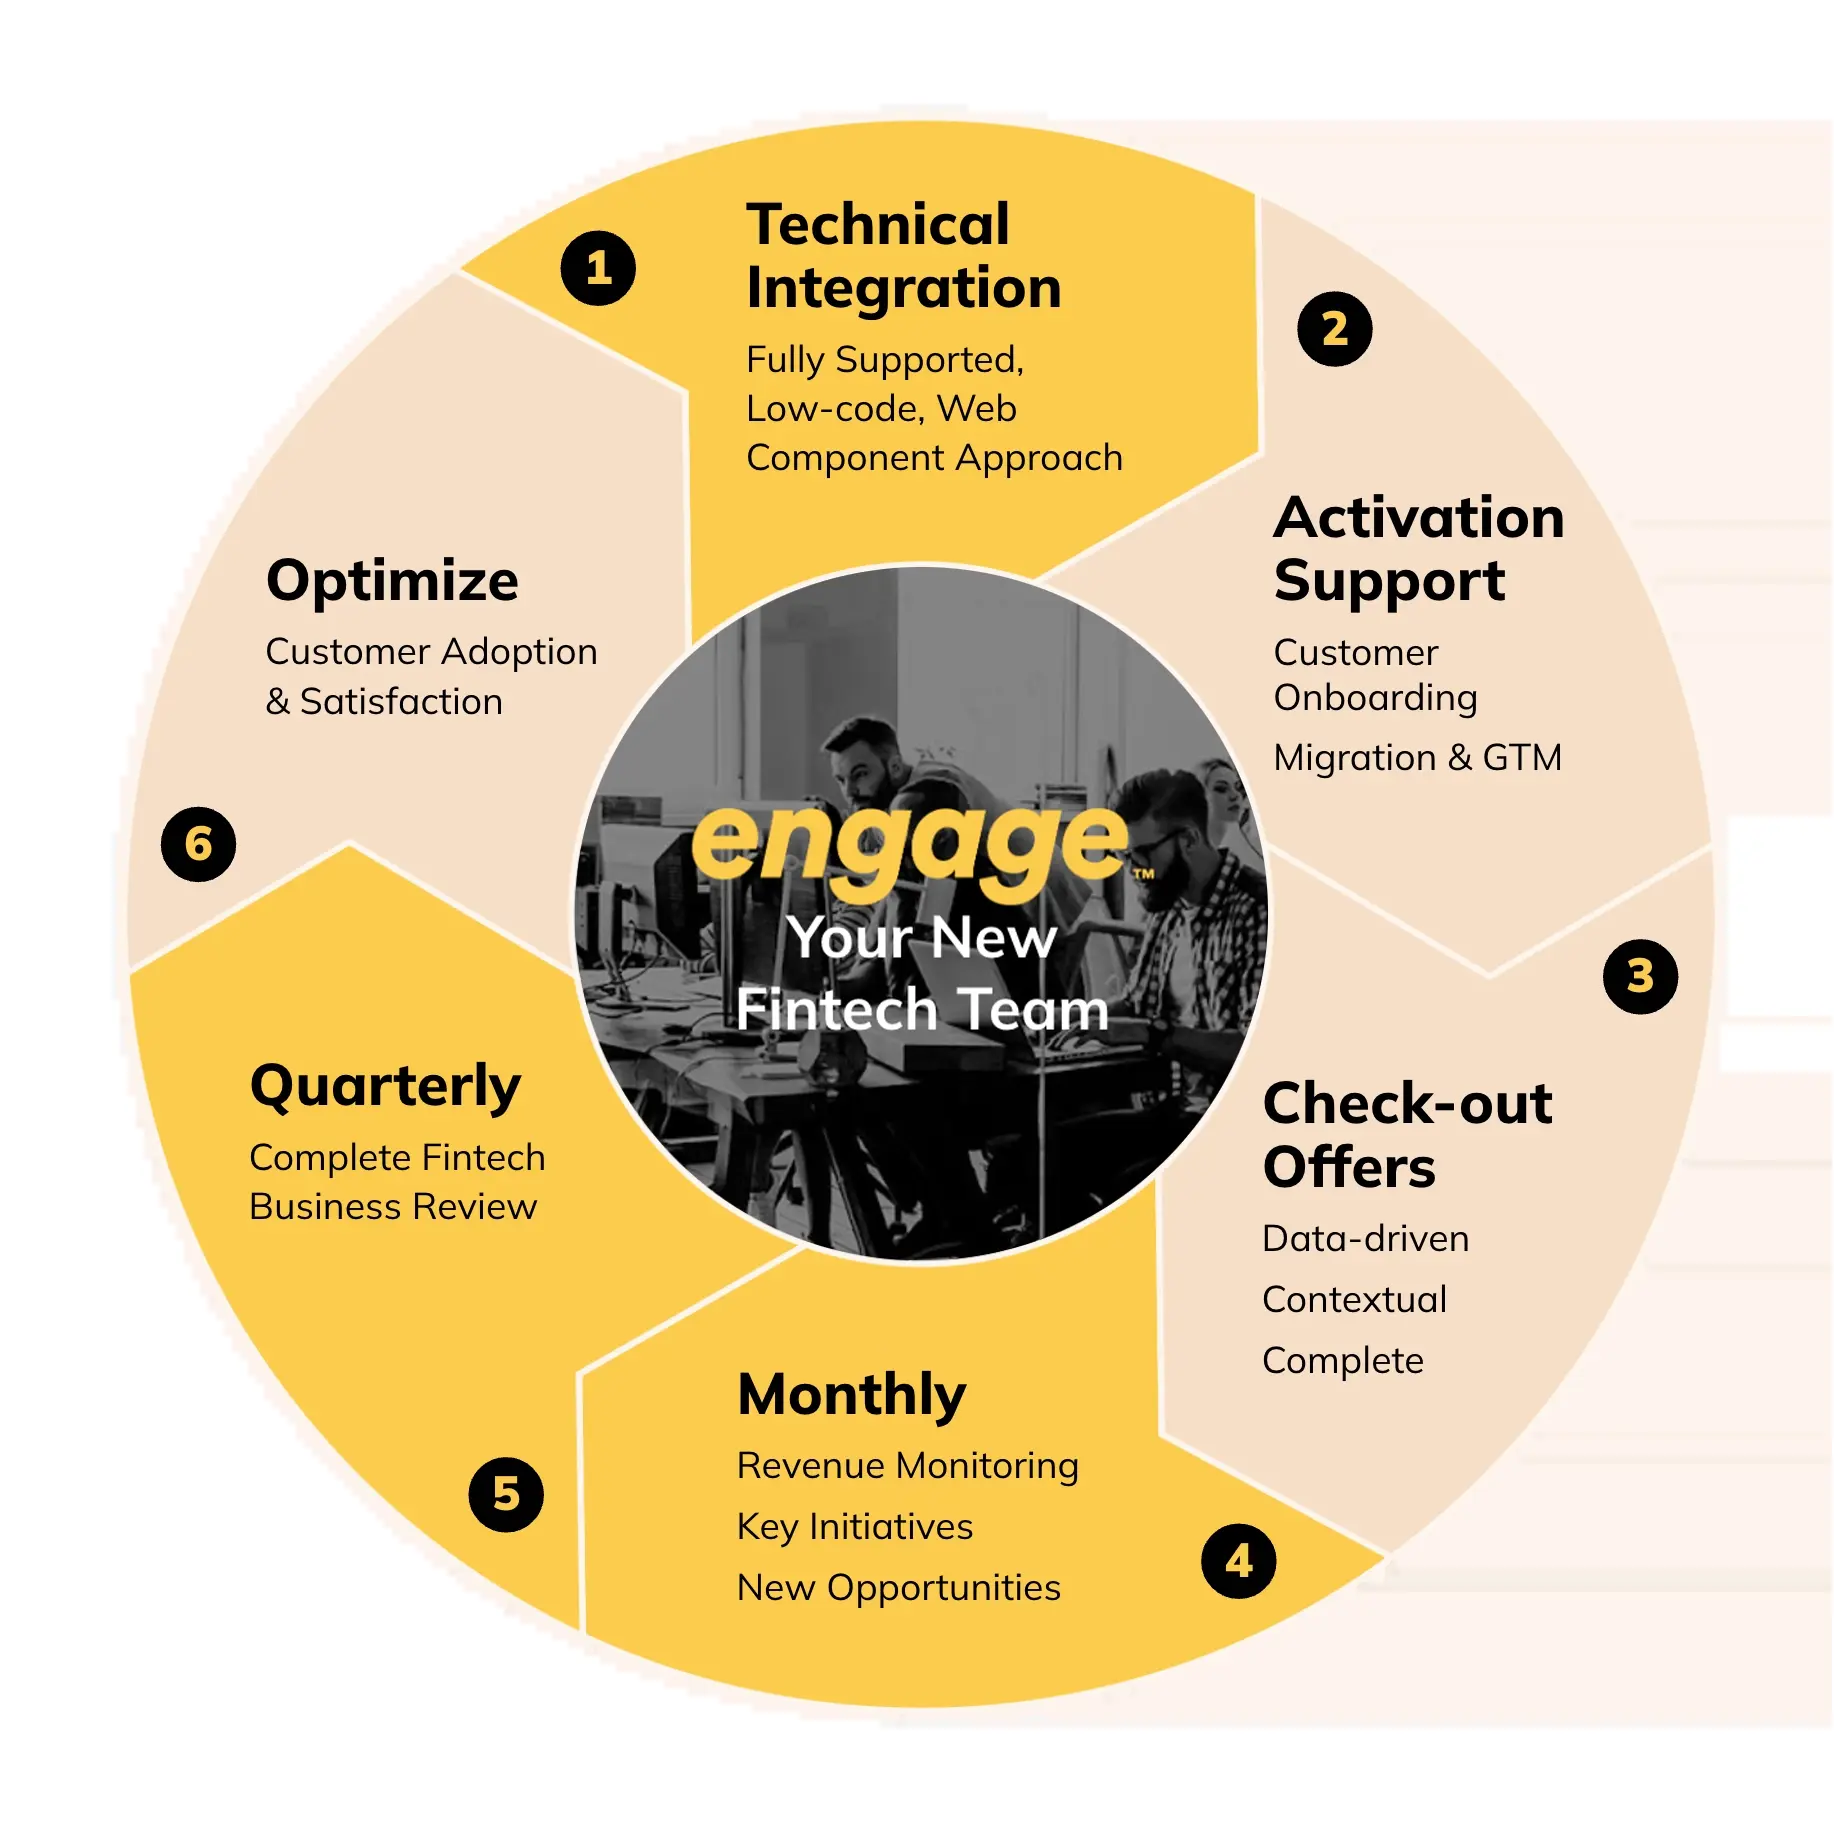 1
Technical
Integration
Fully Supported,
Low-code, Web
Component Approach
2
Activation
Support
Customer
Onboarding
Migration & GTM
3
Check-out
Offers
Data-driven
Contextual
Complete
4
Monthly
Revenue Monitoring
Key Initiatives
New Opportunities
5
Quarterly
Complete Fintech
Business Review
6
Optimize
Customer Adoption
& Satisfaction
engage™
Your New
Fintech Team